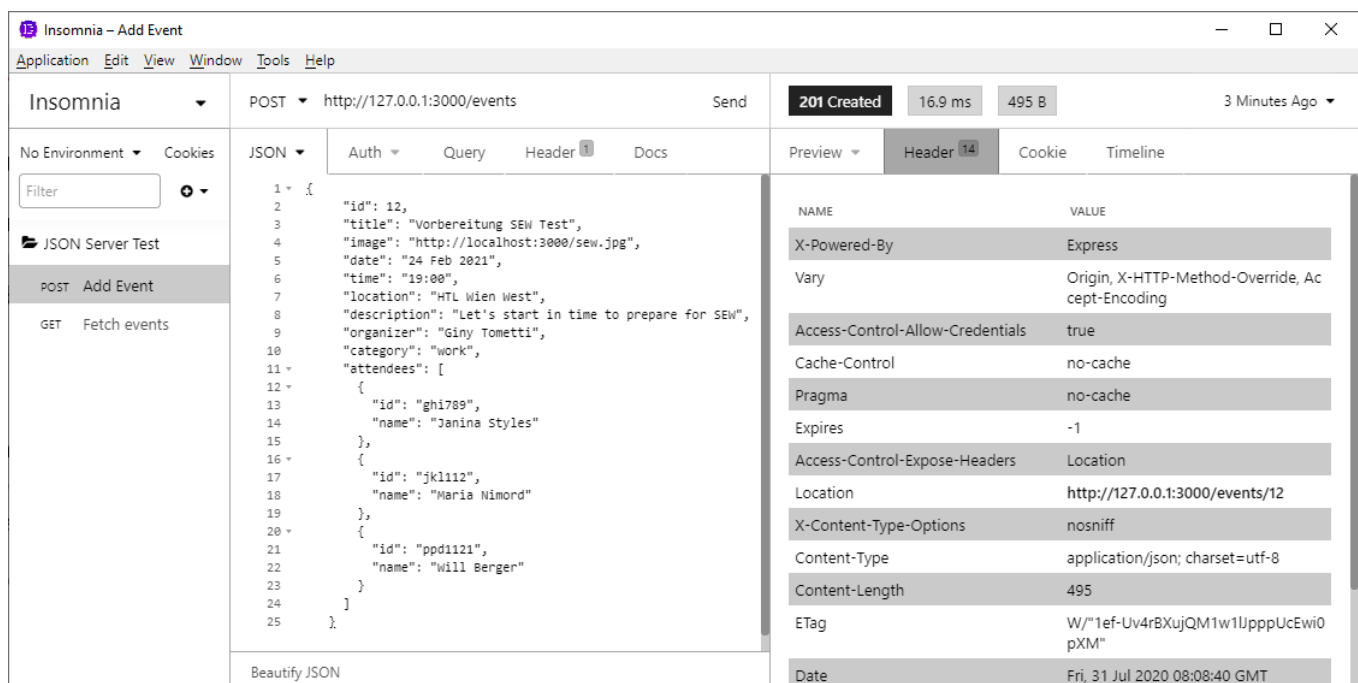 Insomnia – Add Event
Application Edit View Window Tools Help
Insomnia
POST http://127.0.0.1:3000/events Send
201 Created 16.9 ms 495 B 3 Minutes Ago
No Environment Cookies
JSON Auth Query Header 1 Docs
Preview Header 14 Cookie Timeline
Filter
JSON Server Test
POST Add Event
GET Fetch events
1 {
2 "id": 12,
3 "title": "Vorbereitung SEW Test",
4 "image": "http://localhost:3000/sew.jpg",
5 "date": "24 Feb 2021",
6 "time": "19:00",
7 "location": "HTL Wien West",
8 "description": "Let's start in time to prepare for SEW",
9 "organizer": "Giny Tometti",
10 "category": "work",
11 "attendees": [
12 {
13 "id": "ghi789",
14 "name": "Janina Styles"
15 },
16 {
17 "id": "jkl112",
18 "name": "Maria Nimord"
19 },
20 {
21 "id": "ppd1121",
22 "name": "Will Berger"
23 }
24 ]
25 }
Beautify JSON
NAME VALUE
X-Powered-By Express
Vary Origin, X-HTTP-Method-Override, Ac
cept-Encoding
Access-Control-Allow-Credentials true
Cache-Control no-cache
Pragma no-cache
Expires -1
Access-Control-Expose-Headers Location
Location http://127.0.0.1:3000/events/12
X-Content-Type-Options nosniff
Content-Type application/json; charset=utf-8
Content-Length 495
ETag W/"1ef-Uv4rBXujQM1w1lJpppUcEwi0
pXM"
Date Fri, 31 Jul 2020 08:08:40 GMT